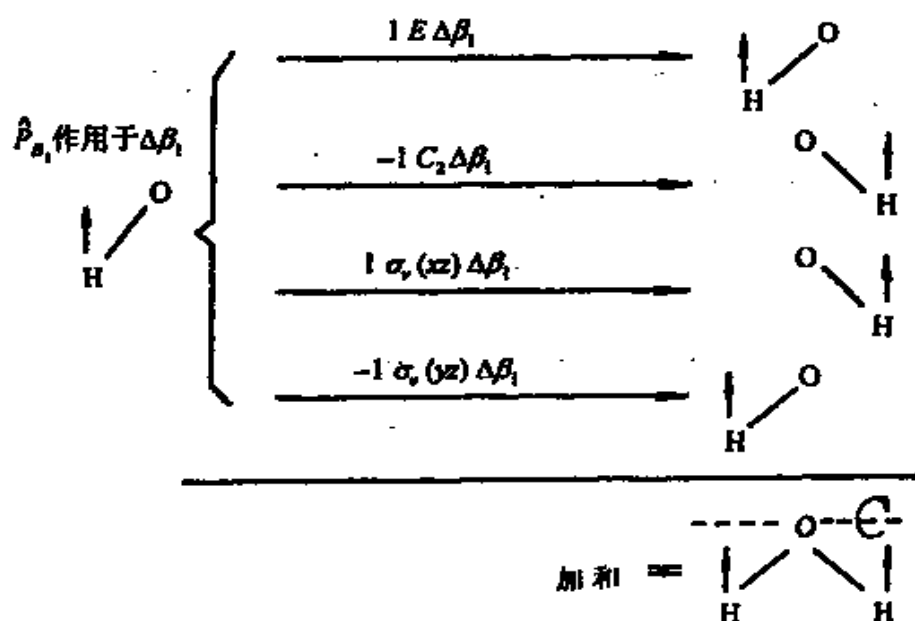 1 E Δβ₁
O
H
P̂_B₁作用于Δβ₁
O
H
-1 C₂ Δβ₁
O
H
1 σᵥ (xz) Δβ₁
O
H
-1 σᵥ (yz) Δβ₁
O
H
加和 =
O
H H